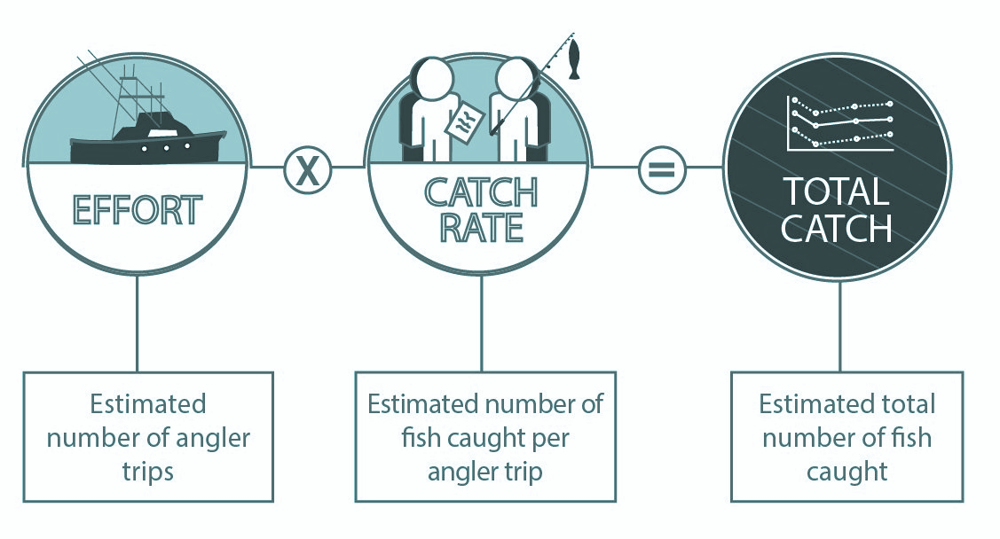 EFFORT
X
CATCH
RATE
=
TOTAL
CATCH
Estimated
number of angler
trips
Estimated number of
fish caught per
angler trip
Estimated total
number of fish
caught